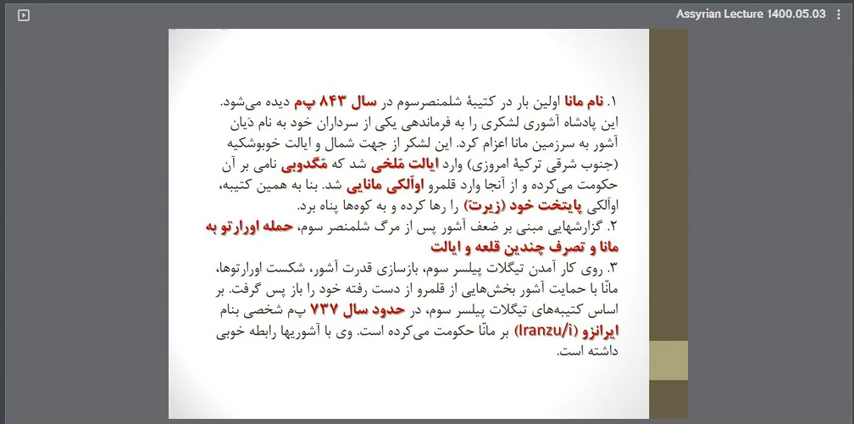 Assyrian Lecture 1400.05.03
۱. نام مانا اولین بار در کتیبهٔ شلمنصرسوم در سال ۸۴۳ پ‌م دیده می‌شود.
این پادشاه آشوری لشکری را به فرماندهی یکی از سرداران خود به نام دَیان
آشور به سرزمین مانا اعزام کرد. این لشکر از جهت شمال و ایالت خوبوشکیه
(جنوب شرقی ترکیهٔ امروزی) وارد ایالت مَلخی شد که مَگدوبی نامی بر آن
حکومت می‌کرده و از آنجا وارد قلمرو اوآلکی مانایی شد. بنا به همین کتیبه،
اوآلکی پایتخت خود (زیرت) را رها کرده و به کوه‌ها پناه برد.
۲. گزارشهایی مبنی بر ضعف آشور پس از مرگ شلمنصر سوم، حمله اورارتو به
مانا و تصرف چندین قلعه و ایالت
۳. روی کار آمدن تیگلات پیلسر سوم، بازسازی قدرت آشور، شکست اورارتوها،
مانّا با حمایت آشور بخش‌هایی از قلمرو از دست رفته خود را باز پس گرفت. بر
اساس کتیبه‌های تیگلات پیلسر سوم، در حدود سال ۷۳۷ پ‌م شخصی بنام
ایرانزو (Iranzu/i) بر مانّا حکومت می‌کرده است. وی با آشوریها رابطه خوبی
داشته است.